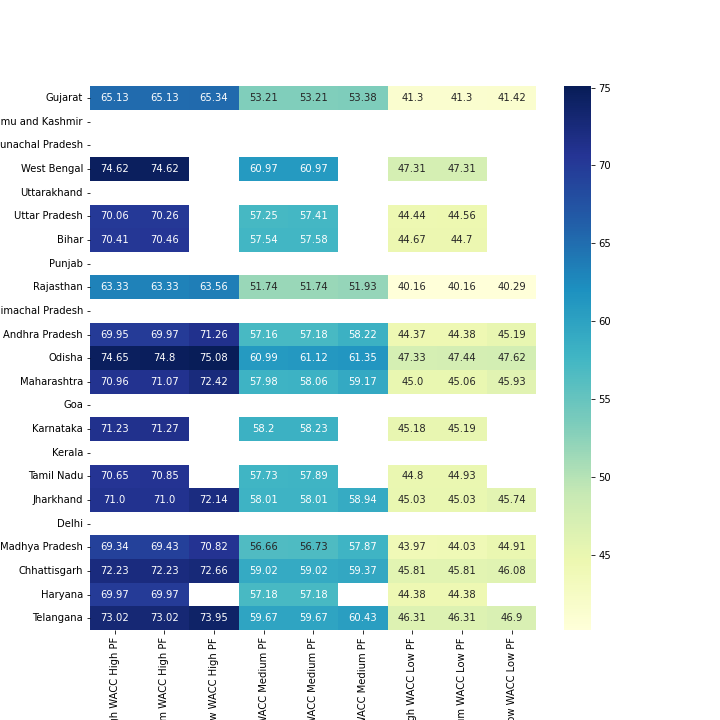 Gujarat 65.13 65.13 65.34 53.21 53.21 53.38 41.3 41.3 41.42
mu and Kashmir
unachal Pradesh
West Bengal 74.62 74.62 60.97 60.97 47.31 47.31
Uttarakhand
Uttar Pradesh 70.06 70.26 57.25 57.41 44.44 44.56
Bihar 70.41 70.46 57.54 57.58 44.67 44.7
Punjab
Rajasthan 63.33 63.33 63.56 51.74 51.74 51.93 40.16 40.16 40.29
imachal Pradesh
Andhra Pradesh 69.95 69.97 71.26 57.16 57.18 58.22 44.37 44.38 45.19
Odisha 74.65 74.8 75.08 60.99 61.12 61.35 47.33 47.44 47.62
Maharashtra 70.96 71.07 72.42 57.98 58.06 59.17 45.0 45.06 45.93
Goa
Karnataka 71.23 71.27 58.2 58.23 45.18 45.19
Kerala
Tamil Nadu 70.65 70.85 57.73 57.89 44.8 44.93
Jharkhand 71.0 71.0 72.14 58.01 58.01 58.94 45.03 45.03 45.74
Delhi
Madhya Pradesh 69.34 69.43 70.82 56.66 56.73 57.87 43.97 44.03 44.91
Chhattisgarh 72.23 72.23 72.66 59.02 59.02 59.37 45.81 45.81 46.08
Haryana 69.97 69.97 57.18 57.18 44.38 44.38
Telangana 73.02 73.02 73.95 59.67 59.67 60.43 46.31 46.31 46.9
gh WACC High PF
m WACC High PF
ow WACC High PF
WACC Medium PF
WACC Medium PF
WACC Medium PF
gh WACC Low PF
um WACC Low PF
ow WACC Low PF
75
70
65
60
55
50
45